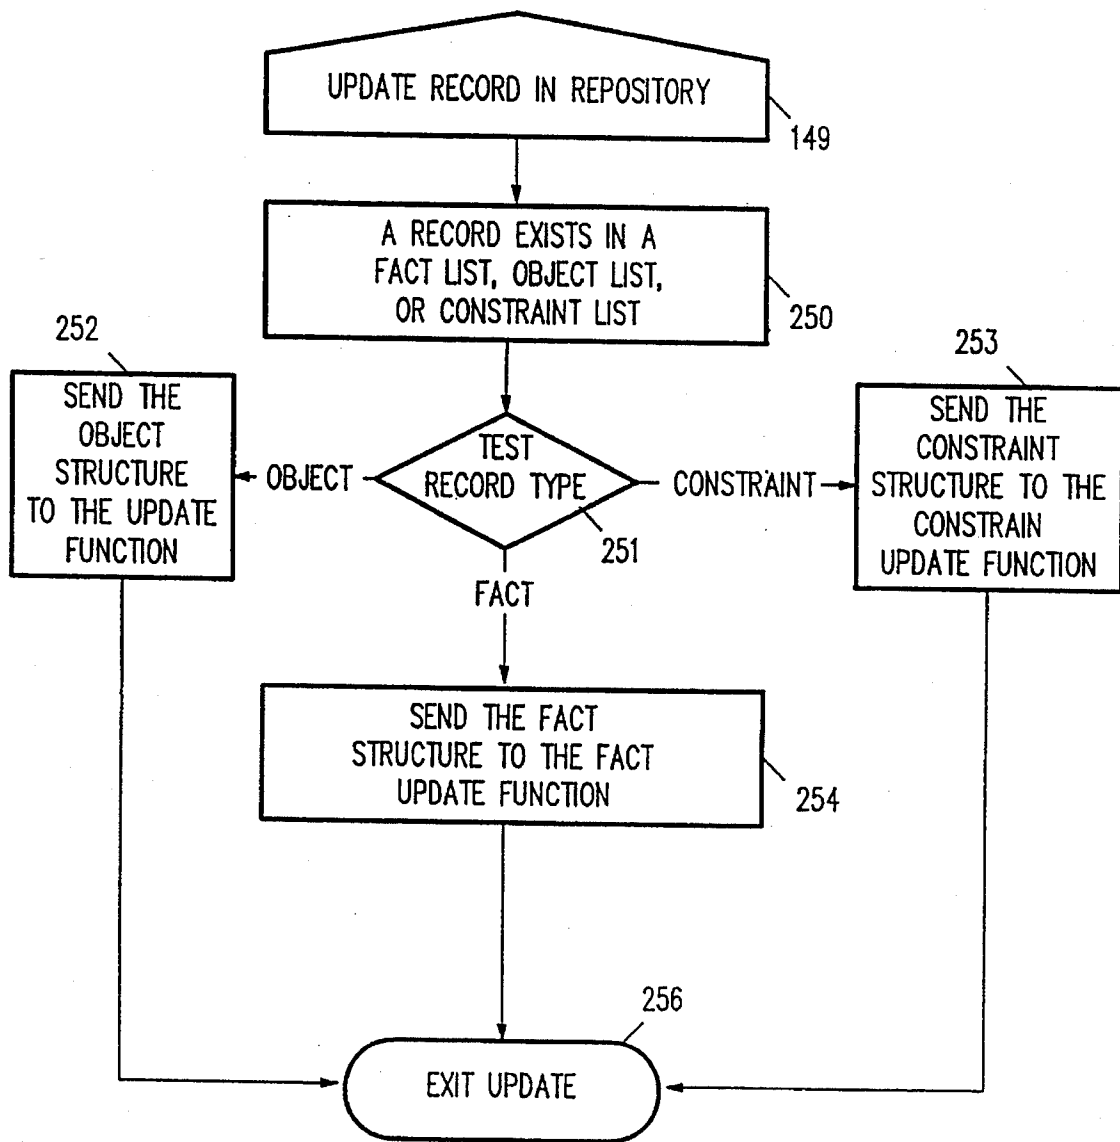 UPDATE RECORD IN REPOSITORY
149
A RECORD EXISTS IN A
FACT LIST, OBJECT LIST,
OR CONSTRAINT LIST
250
252
SEND THE
OBJECT
STRUCTURE
TO THE UPDATE
FUNCTION
OBJECT
TEST
RECORD TYPE
251
CONSTRAINT
253
SEND THE
CONSTRAINT
STRUCTURE TO THE
CONSTRAIN
UPDATE FUNCTION
FACT
SEND THE FACT
STRUCTURE TO THE FACT
UPDATE FUNCTION
254
256
EXIT UPDATE